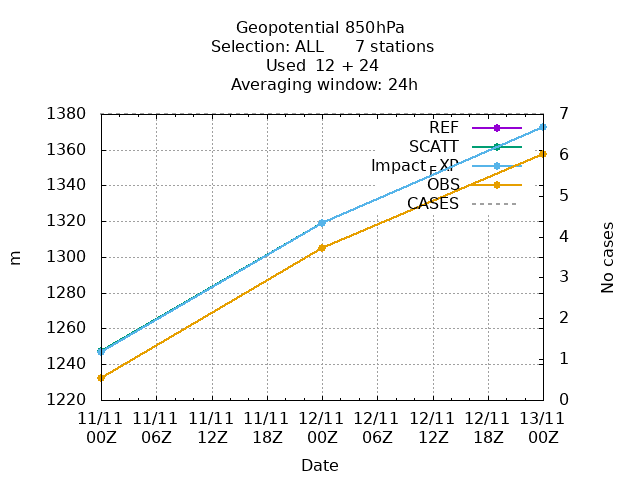 Geopotential 850hPa
Selection: ALL 7 stations
Used 12 + 24
Averaging window: 24h
1380
1360
1340
1320
1300
1280
1260
1240
1220
m
7
6
5
4
3
2
1
0
No cases
REF
SCATT
Impact_EXP
OBS
CASES
11/11 00Z
11/11 06Z
11/11 12Z
11/11 18Z
12/11 00Z
12/11 06Z
12/11 12Z
12/11 18Z
13/11 00Z
Date